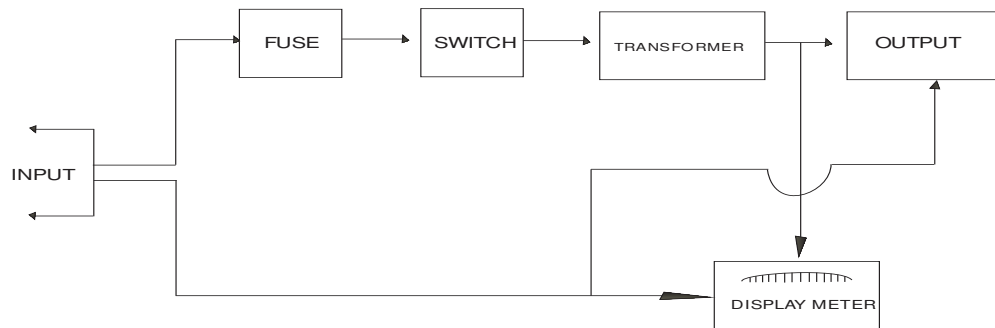 FUSE
SWITCH
TRANSFORMER
OUTPUT
INPUT
DISPLAY METER